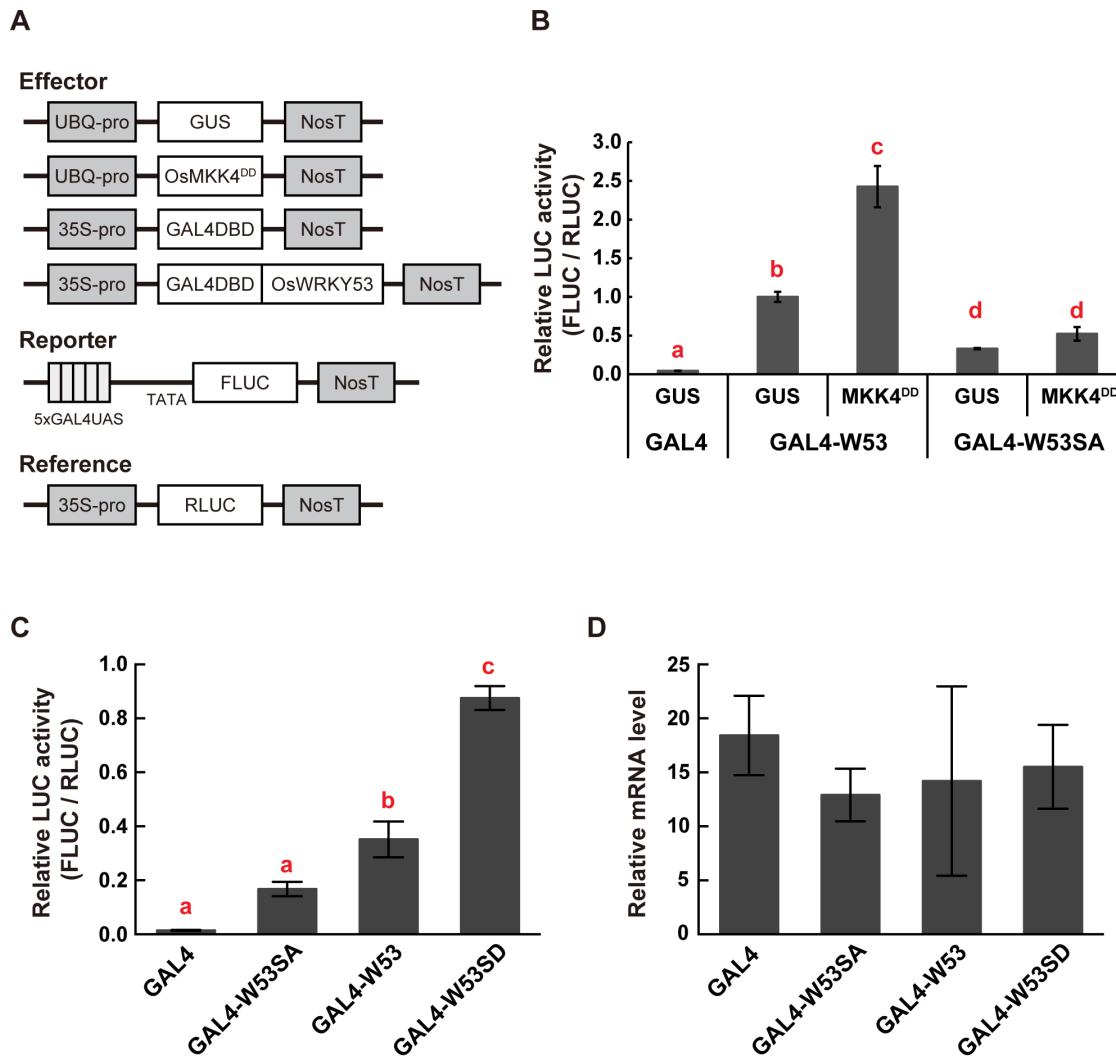 A
Effector
UBQ-pro GUS NosT
UBQ-pro OsMKK4DD NosT
35S-pro GAL4DBD NosT
35S-pro GAL4DBD OsWRKY53 NosT
Reporter
FLUC NosT
TATA
5xGAL4UAS
Reference
35S-pro RLUC NosT
B
Relative LUC activity
(FLUC / RLUC)
3.0
2.5
2.0
1.5
1.0
0.5
0.0
a
b
c
d
d
GUS GUS MKK4DD GUS MKK4DD
GAL4 GAL4-W53 GAL4-W53SA
C
Relative LUC activity
(FLUC / RLUC)
1.0
0.8
0.6
0.4
0.2
0.0
a
a
b
c
GAL4
GAL4-W53SA
GAL4-W53
GAL4-W53SD
D
Relative mRNA level
25
20
15
10
5
0
GAL4
GAL4-W53SA
GAL4-W53
GAL4-W53SD